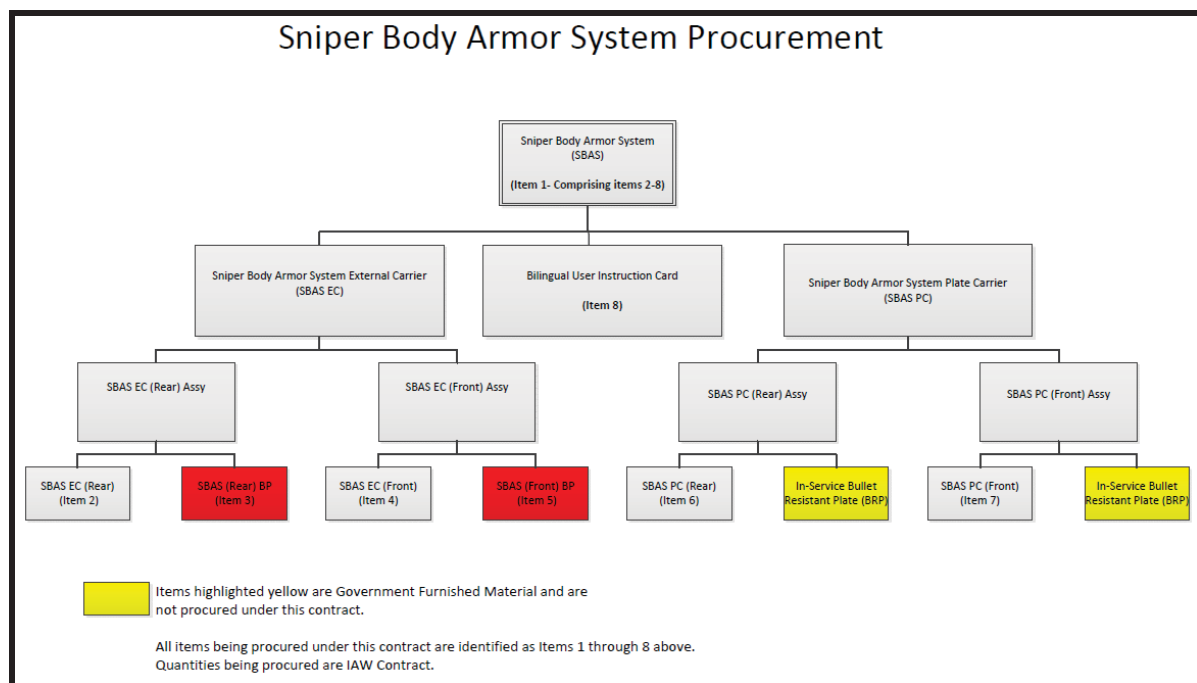 Sniper Body Armor System Procurement
Sniper Body Armor System
(SBAS)
(Item 1- Comprising items 2-8)
Sniper Body Armor System External Carrier
(SBAS EC)
Bilingual User Instruction Card
(Item 8)
Sniper Body Armor System Plate Carrier
(SBAS PC)
SBAS EC (Rear) Assy
SBAS EC (Front) Assy
SBAS PC (Rear) Assy
SBAS PC (Front) Assy
SBAS EC (Rear)
(Item 2)
SBAS (Rear) BP
(Item 3)
SBAS EC (Front)
(Item 4)
SBAS (Front) BP
(Item 5)
SBAS PC (Rear)
(Item 6)
In-Service Bullet
Resistant Plate (BRP)
SBAS PC (Front)
(Item 7)
In-Service Bullet
Resistant Plate (BRP)
Items highlighted yellow are Government Furnished Material and are
not procured under this contract.
All items being procured under this contract are identified as Items 1 through 8 above.
Quantities being procured are IAW Contract.